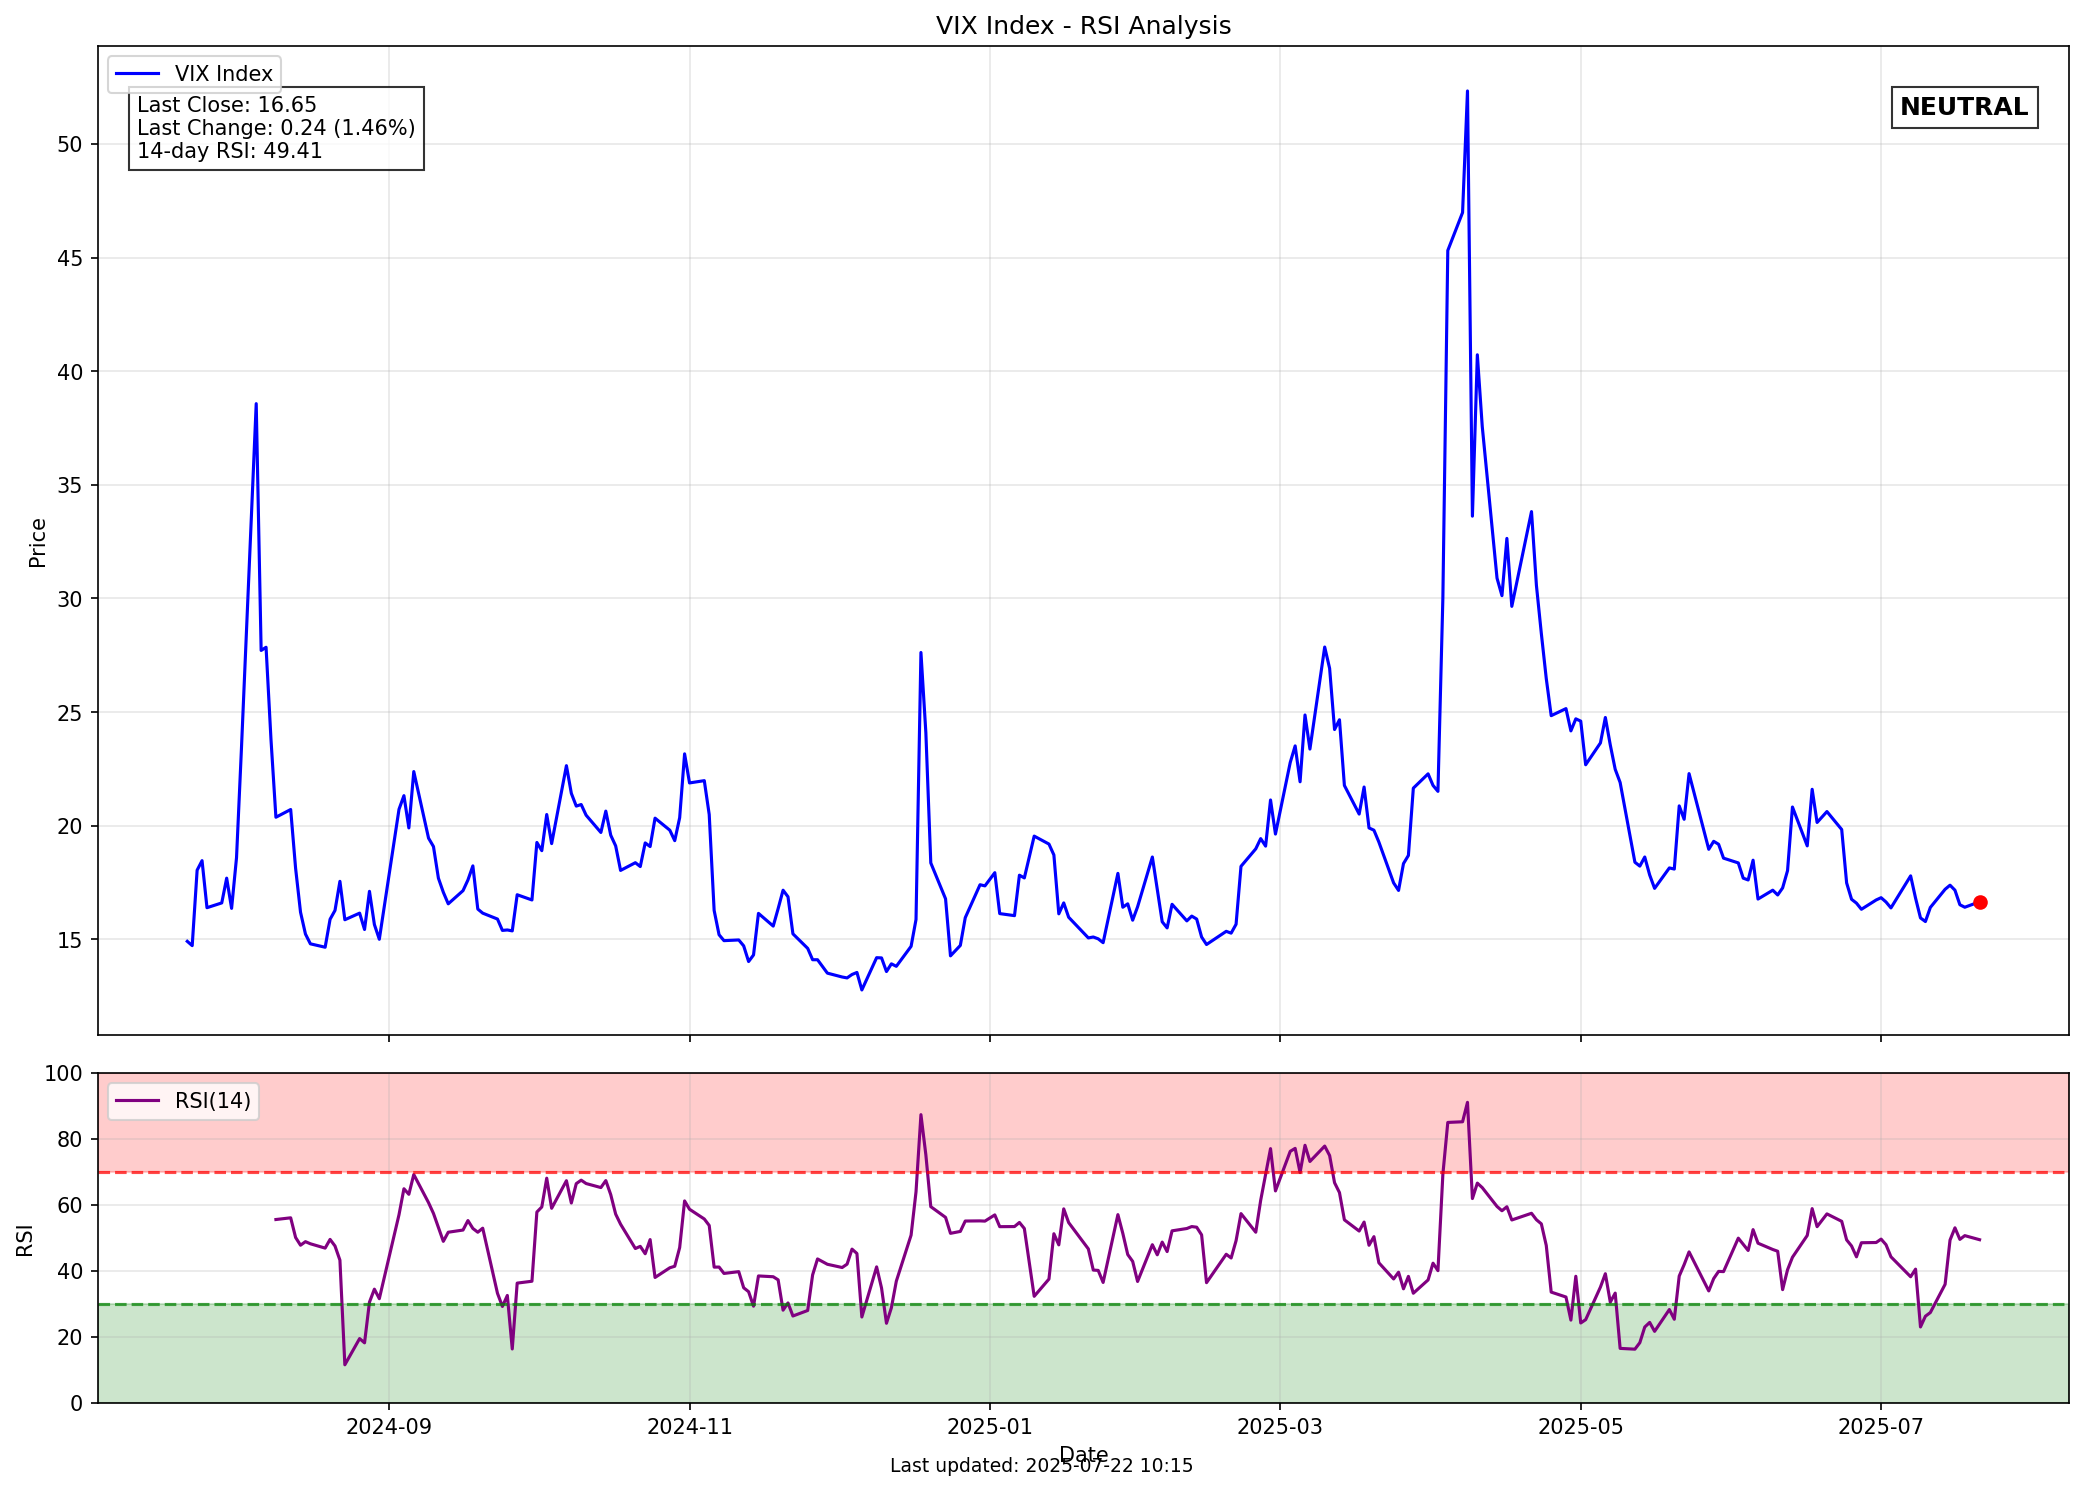 VIX Index - RSI Analysis
VIX Index
Last Close: 16.65
Last Change: 0.24 (1.46%)
14-day RSI: 49.41
NEUTRAL
Price
50
45
40
35
30
25
20
15
RSI(14)
RSI
100
80
60
40
20
0
2024-09
2024-11
2025-01
2025-03
2025-05
2025-07
Date
Last updated: 2025-07-22 10:15